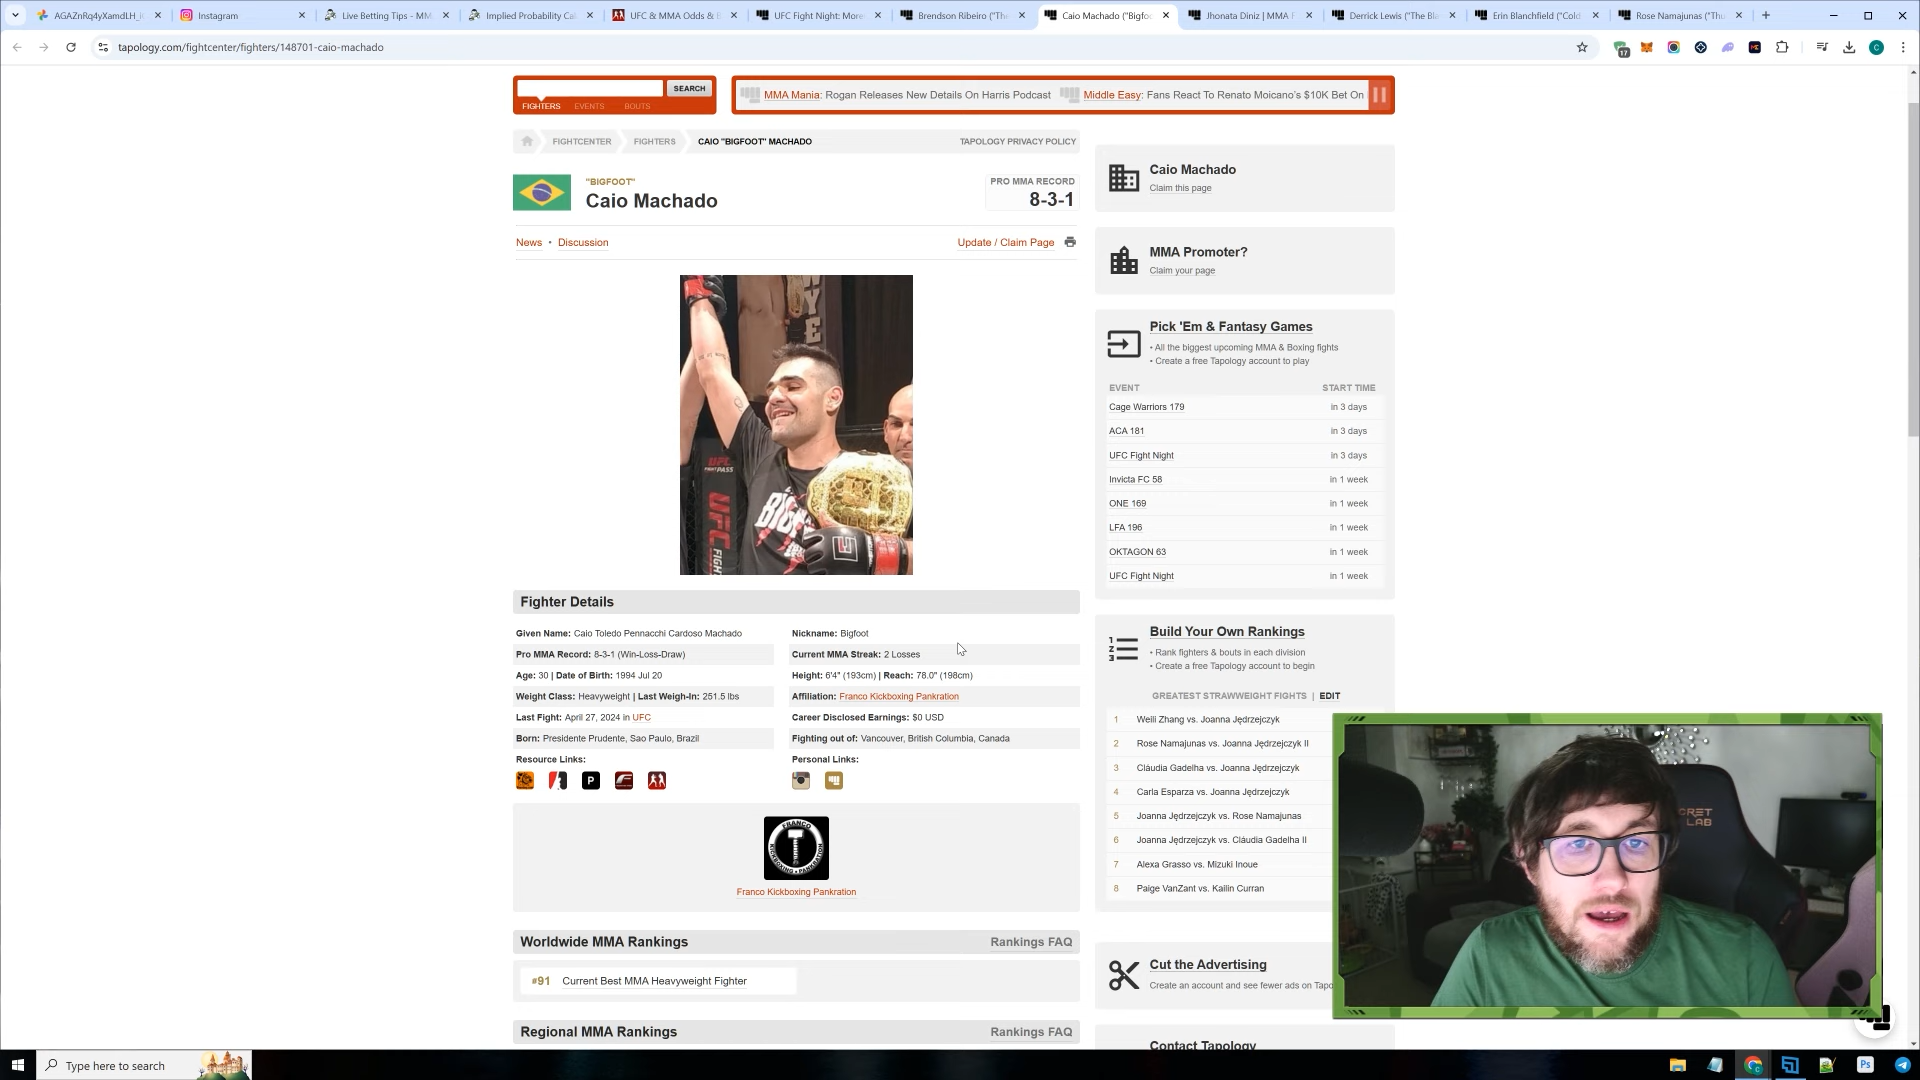 AGAZnRq4yXamdLH_
Instagram
Live Betting Tips - MM
Implied Probability Cal
UFC & MMA Odds & B
UFC Fight Night: More
Brendson Ribeiro ("The
Caio Machado ("Bigfoo
Jhonata Diniz | MMA F
Derrick Lewis ("The Bla
Erin Blanchfield ("Cold
Rose Namajunas ("Thu
tapology.com/fightcenter/fighters/148701-caio-machado
17
SEARCH
FIGHTERS EVENTS BOUTS
MMA Mania: Rogan Releases New Details On Harris Podcast
Middle Easy: Fans React To Renato Moicano's $10K Bet On
FIGHTCENTER FIGHTERS CAIO "BIGFOOT" MACHADO TAPOLOGY PRIVACY POLICY
"BIGFOOT"
Caio Machado
PRO MMA RECORD
8-3-1
News • Discussion
Update / Claim Page
UFC
FIGHT PASS
UFC
FIGH
Fighter Details
Given Name: Caio Toledo Pennacchi Cardoso Machado
Nickname: Bigfoot
Pro MMA Record: 8-3-1 (Win-Loss-Draw)
Current MMA Streak: 2 Losses
Age: 30 | Date of Birth: 1994 Jul 20
Height: 6'4" (193cm) | Reach: 78.0" (198cm)
Weight Class: Heavyweight | Last Weigh-In: 251.5 lbs
Affiliation: Franco Kickboxing Pankration
Last Fight: April 27, 2024 in UFC
Career Disclosed Earnings: $0 USD
Born: Presidente Prudente, Sao Paulo, Brazil
Fighting out of: Vancouver, British Columbia, Canada
Resource Links:
Personal Links:
P
FRANCO
Franco Kickboxing Pankration
Worldwide MMA Rankings
Rankings FAQ
#91 Current Best MMA Heavyweight Fighter
Regional MMA Rankings
Rankings FAQ
Caio Machado
Claim this page
MMA Promoter?
Claim your page
Pick 'Em & Fantasy Games
• All the biggest upcoming MMA & Boxing fights
• Create a free Tapology account to play
EVENT START TIME
Cage Warriors 179 in 3 days
ACA 181 in 3 days
UFC Fight Night in 3 days
Invicta FC 58 in 1 week
ONE 169 in 1 week
LFA 196 in 1 week
OKTAGON 63 in 1 week
UFC Fight Night in 1 week
Build Your Own Rankings
• Rank fighters & bouts in each division
• Create a free Tapology account to begin
GREATEST STRAWWEIGHT FIGHTS | EDIT
1 Weili Zhang vs. Joanna Jędrzejczyk
2 Rose Namajunas vs. Joanna Jędrzejczyk II
3 Cláudia Gadelha vs. Joanna Jędrzejczyk
4 Carla Esparza vs. Joanna Jędrzejczyk
5 Joanna Jędrzejczyk vs. Rose Namajunas
6 Joanna Jędrzejczyk vs. Cláudia Gadelha II
7 Alexa Grasso vs. Mizuki Inoue
8 Paige VanZant vs. Kailin Curran
CRET
LAB
Cut the Advertising
Create an account and see fewer ads on Tapo
Contact Tapology
Type here to search
Ps